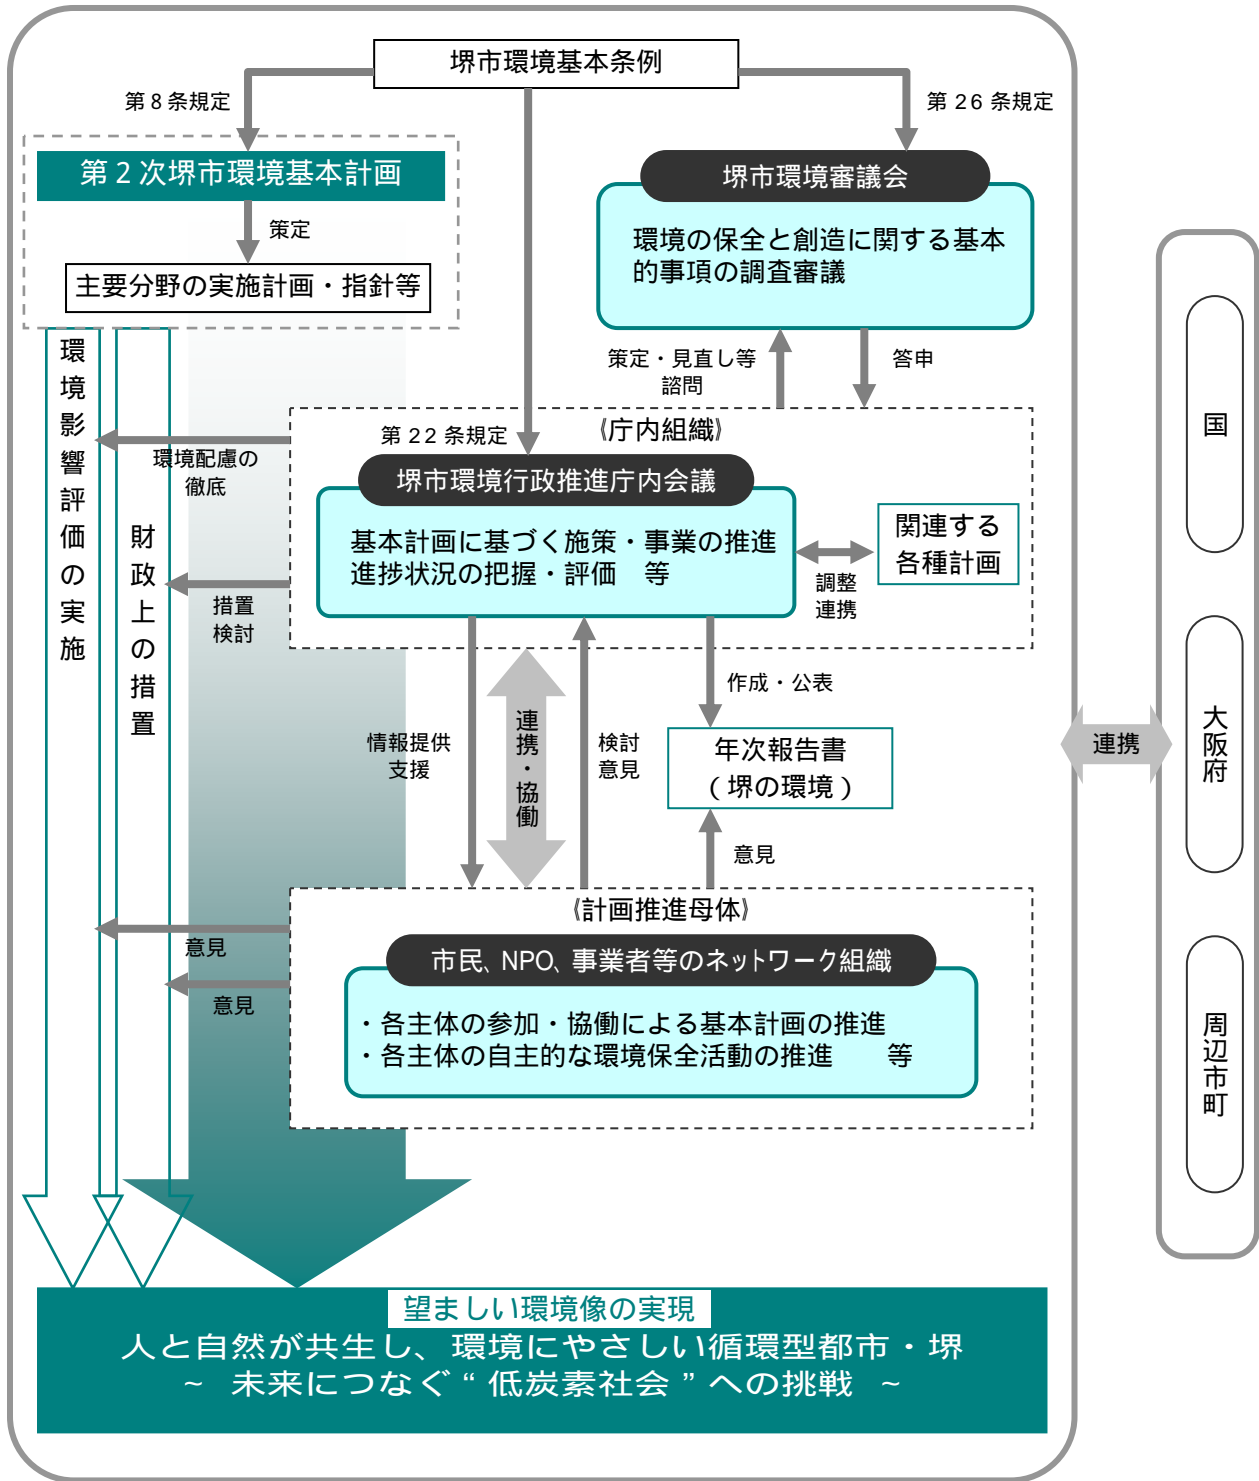 堺市環境基本条例
第8条規定
第26条規定
第2次堺市環境基本計画
策定
主要分野の実施計画・指針等
堺市環境審議会
環境の保全と創造に関する基本
的事項の調査審議
策定・見直し等
諮問
答申
環境影響評価の実施
財政上の措置
環境配慮の
徹底
措置
検討
《庁内組織》
第22条規定
堺市環境行政推進庁内会議
基本計画に基づく施策・事業の推進
進捗状況の把握・評価　等
調整
連携
関連する
各種計画
情報提供
支援
連携・協働
検討
意見
作成・公表
年次報告書
（堺の環境）
意見
《計画推進母体》
市民、NPO、事業者等のネットワーク組織
・各主体の参加・協働による基本計画の推進
・各主体の自主的な環境保全活動の推進　　等
意見
意見
連携
国
大阪府
周辺市町
望ましい環境像の実現
人と自然が共生し、環境にやさしい循環型都市・堺
~　未来につなぐ“低炭素社会”への挑戦　~